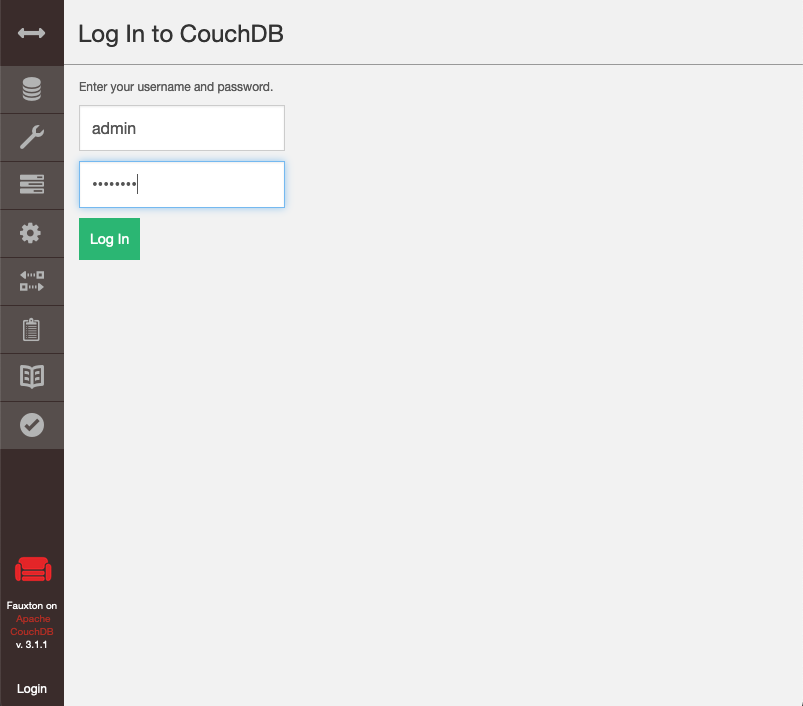 Log In to CouchDB
Enter your username and password.
admin
••••••••
Log In
Fauxton on
Apache
CouchDB
v. 3.1.1
Login